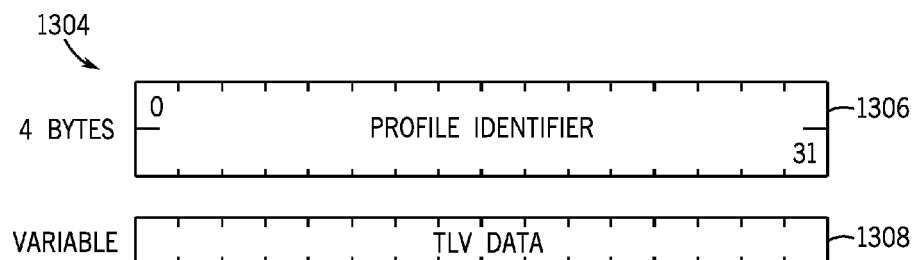 1304
0
4 BYTES PROFILE IDENTIFIER 1306
31
VARIABLE TLV DATA 1308